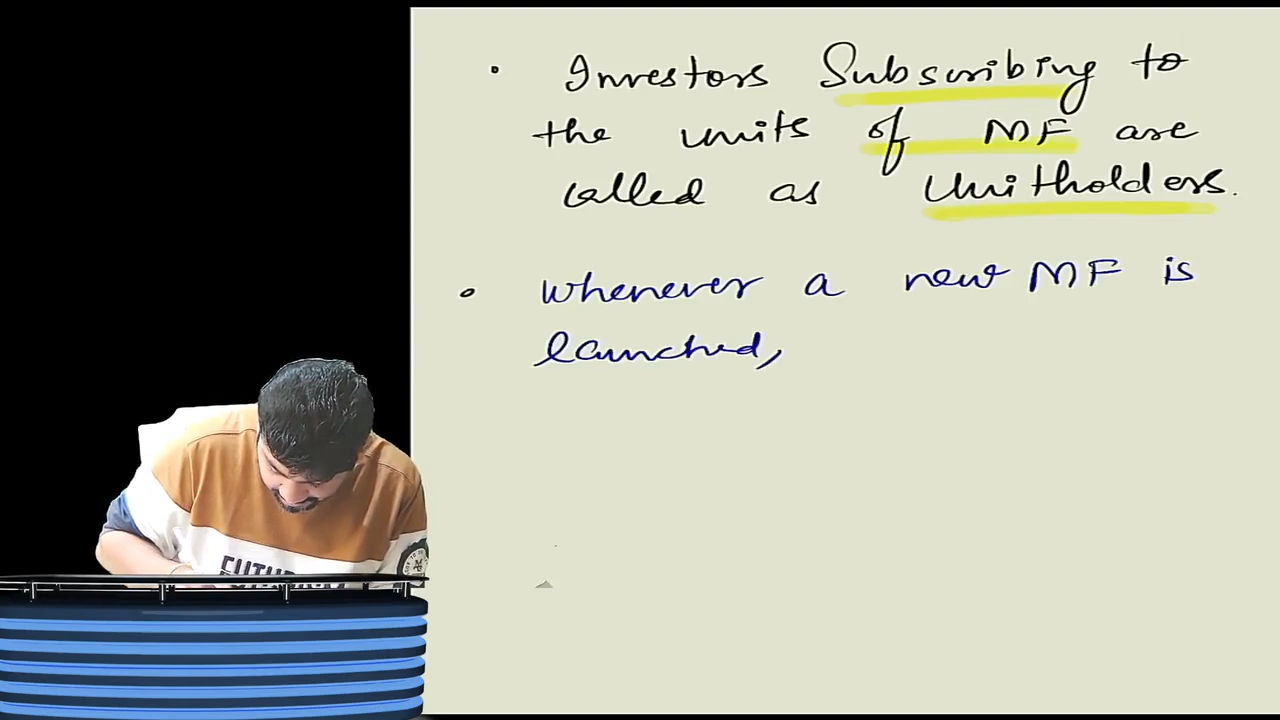 • Investors Subscribing to
the units of MF are
called as Unitholders.
• Whenever a new MF is
launched,